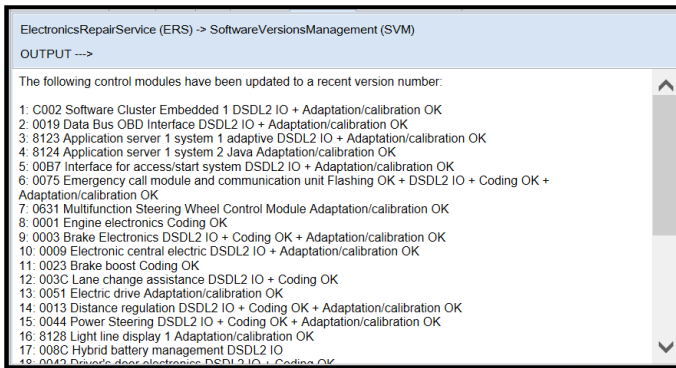 ElectronicsRepairService (ERS) -> SoftwareVersionsManagement (SVM)
OUTPUT --->
The following control modules have been updated to a recent version number:
1: C002 Software Cluster Embedded 1 DSDL2 IO + Adaptation/calibration OK
2: 0019 Data Bus OBD Interface DSDL2 IO + Adaptation/calibration OK
3: 8123 Application server 1 system 1 adaptive DSDL2 IO + Adaptation/calibration OK
4: 8124 Application server 1 system 2 Java Adaptation/calibration OK
5: 00B7 Interface for access/start system DSDL2 IO + Adaptation/calibration OK
6: 0075 Emergency call module and communication unit Flashing OK + DSDL2 IO + Coding OK +
Adaptation/calibration OK
7: 0631 Multifunction Steering Wheel Control Module Adaptation/calibration OK
8: 0001 Engine electronics Coding OK
9: 0003 Brake Electronics DSDL2 IO + Coding OK + Adaptation/calibration OK
10: 0009 Electronic central electric DSDL2 IO + Adaptation/calibration OK
11: 0023 Brake boost Coding OK
12: 003C Lane change assistance DSDL2 IO + Coding OK
13: 0051 Electric drive Adaptation/calibration OK
14: 0013 Distance regulation DSDL2 IO + Coding OK + Adaptation/calibration OK
15: 0044 Power Steering DSDL2 IO + Coding OK + Adaptation/calibration OK
16: 8128 Light line display 1 Adaptation/calibration OK
17: 008C Hybrid battery management DSDL2 IO
18: 0042 Driver's door electronics DSDL2 IO + Coding OK